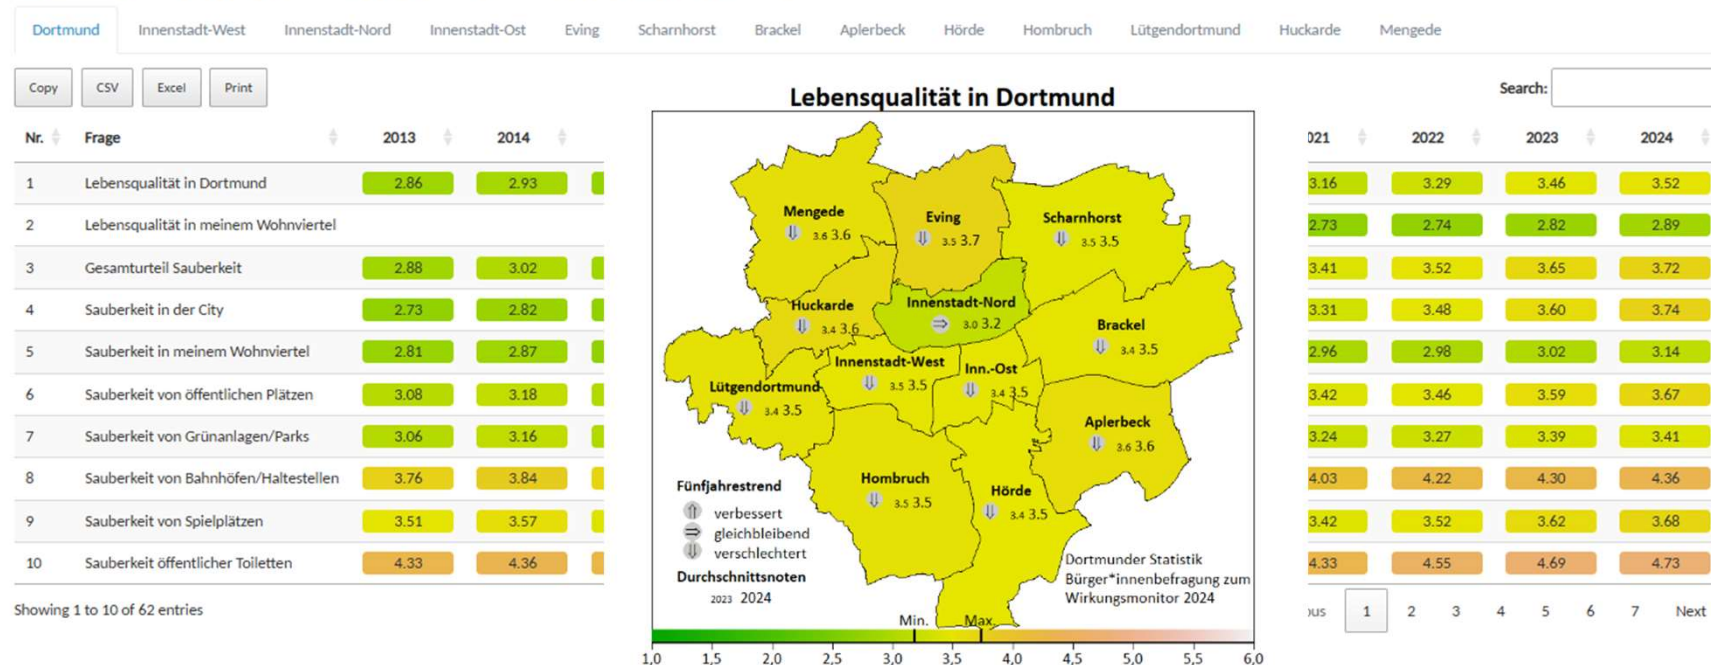 Dortmund Innenstadt-West Innenstadt-Nord Innenstadt-Ost Eving Scharnhorst Brackel Aplerbeck Hörde Hombruch Lütgendortmund Huckarde Mengede
Copy CSV Excel Print
Search:
Nr. Frage 2013 2014
1 Lebensqualität in Dortmund 2.86 2.93
2 Lebensqualität in meinem Wohnviertel
3 Gesamturteil Sauberkeit 2.88 3.02
4 Sauberkeit in der City 2.73 2.82
5 Sauberkeit in meinem Wohnviertel 2.81 2.87
6 Sauberkeit von öffentlichen Plätzen 3.08 3.18
7 Sauberkeit von Grünanlagen/Parks 3.06 3.16
8 Sauberkeit von Bahnhöfen/Haltestellen 3.76 3.84
9 Sauberkeit von Spielplätzen 3.51 3.57
10 Sauberkeit öffentlicher Toiletten 4.33 4.36
Showing 1 to 10 of 62 entries
Lebensqualität in Dortmund
Mengede
3.6 3.6
Eving
3.5 3.7
Scharnhorst
3.5 3.5
Huckarde
3.4 3.6
Innenstadt-Nord
3.0 3.2
Brackel
3.4 3.5
Innenstadt-West
3.5 3.5
Inn.-Ost
3.4 3.5
Lütgendortmund
3.4 3.5
Aplerbeck
3.6 3.6
Hombruch
3.5 3.5
Hörde
3.4 3.5
Fünfjahrestrend
verbessert
gleichbleibend
verschlechtert
Durchschnittsnoten
2023 2024
Dortmunder Statistik
Bürger*innenbefragung zum
Wirkungsmonitor 2024
Min. Max.
1,0 1,5 2,0 2,5 3,0 3,5 4,0 4,5 5,0 5,5 6,0
021 2022 2023 2024
3.16 3.29 3.46 3.52
2.73 2.74 2.82 2.89
3.41 3.52 3.65 3.72
3.31 3.48 3.60 3.74
2.96 2.98 3.02 3.14
3.42 3.46 3.59 3.67
3.24 3.27 3.39 3.41
4.03 4.22 4.30 4.36
3.42 3.52 3.62 3.68
4.33 4.55 4.69 4.73
1 2 3 4 5 6 7 Next